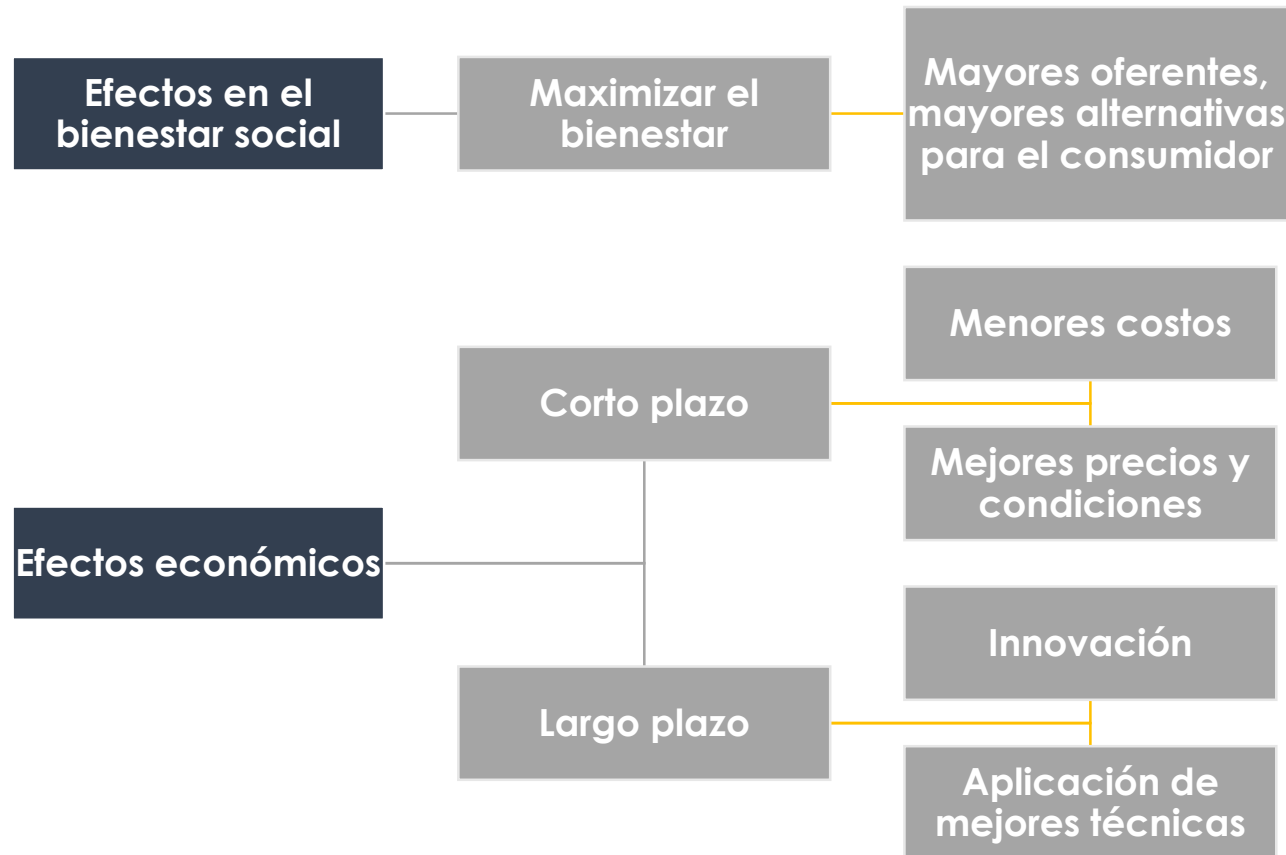 Efectos en el
bienestar social
Maximizar el
bienestar
Mayores oferentes,
mayores alternativas
para el consumidor
Efectos económicos
Corto plazo
Menores costos
Mejores precios y
condiciones
Largo plazo
Innovación
Aplicación de
mejores técnicas